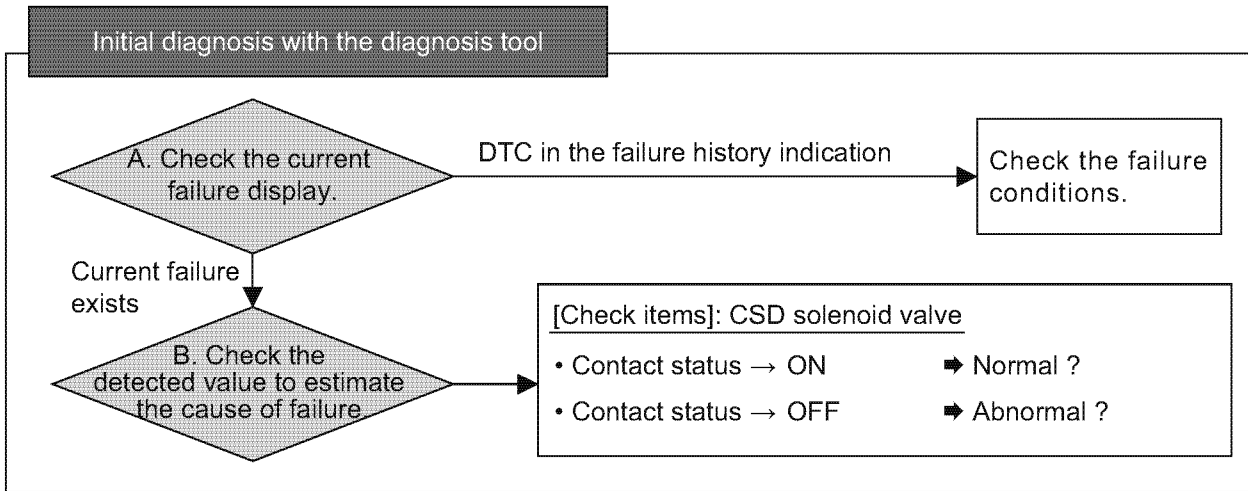 Initial diagnosis with the diagnosis tool
A. Check the current
failure display.
DTC in the failure history indication
Check the failure
conditions.
Current failure
exists
B. Check the
detected value to estimate
the cause of failure
[Check items]: CSD solenoid valve
• Contact status → ON ➡ Normal ?
• Contact status → OFF ➡ Abnormal ?